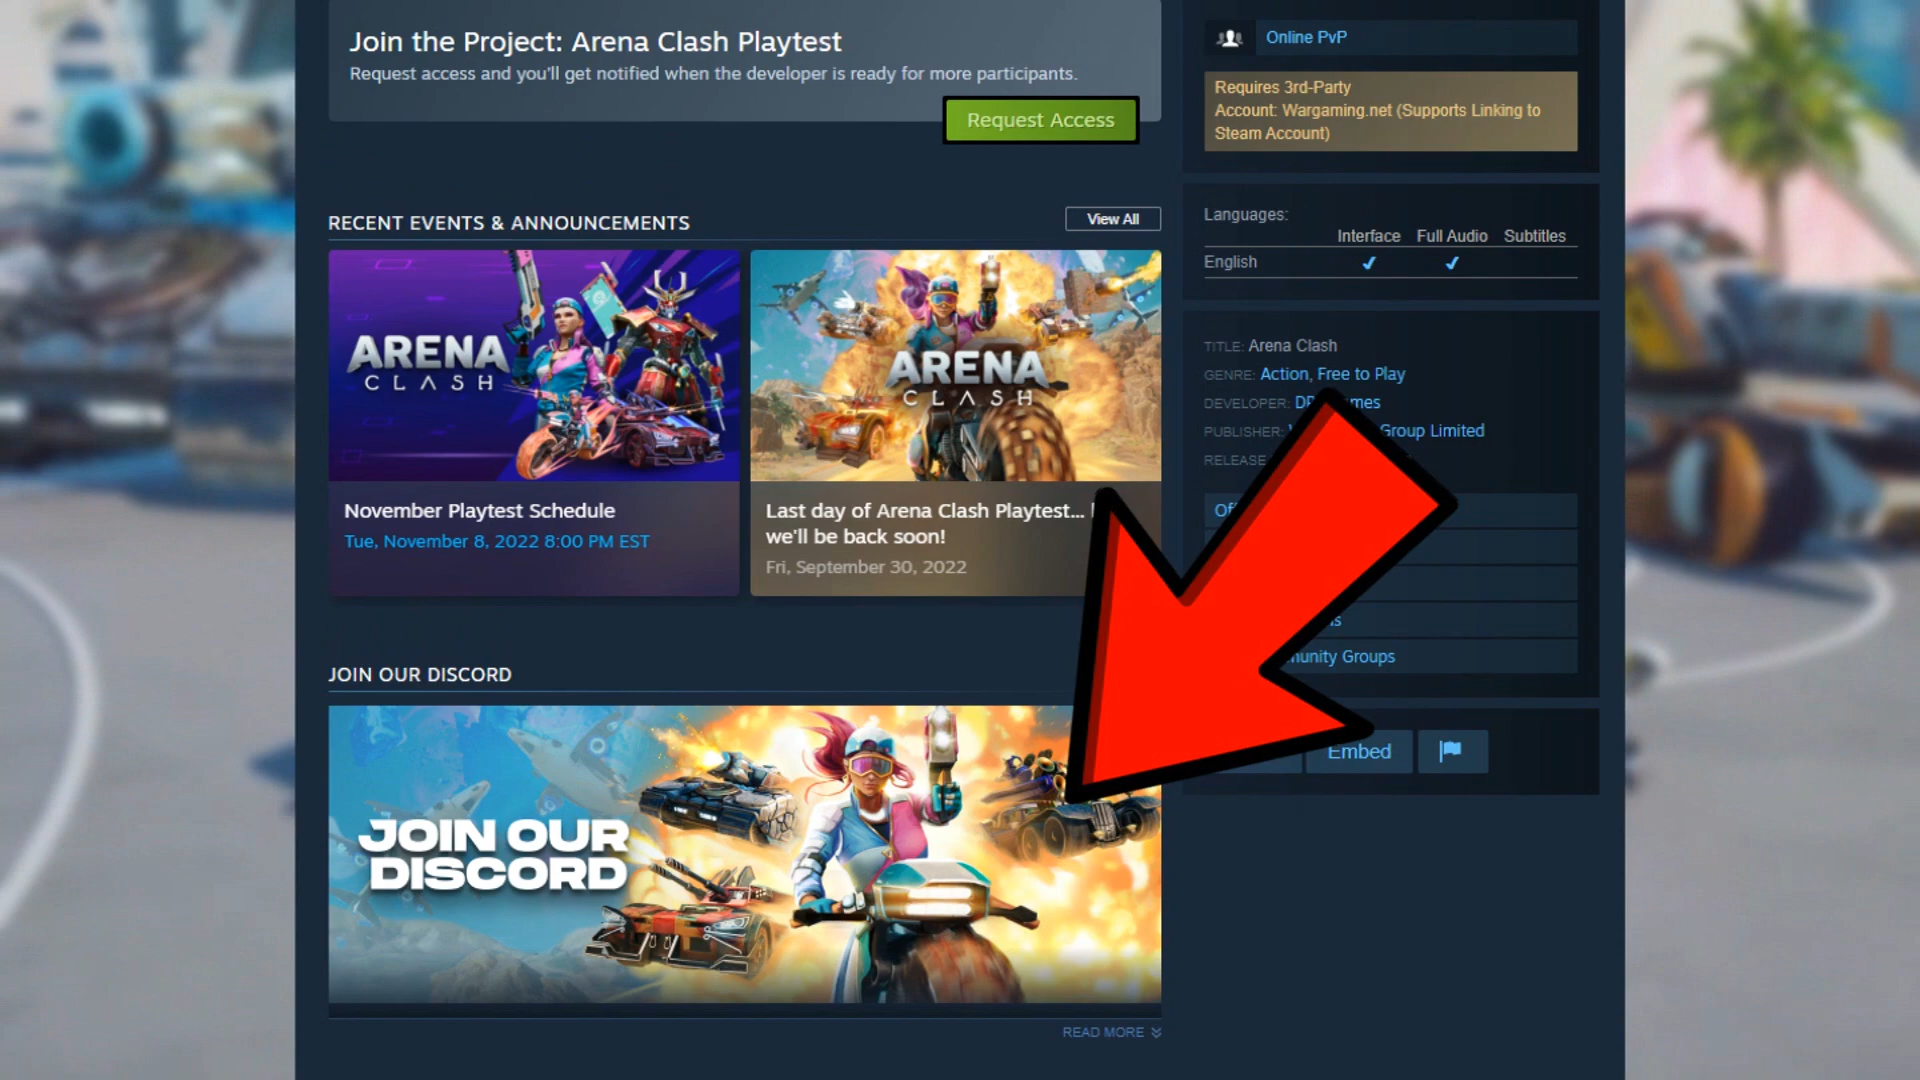 Join the Project: Arena Clash Playtest
Request access and you'll get notified when the developer is ready for more participants.
Request Access
RECENT EVENTS & ANNOUNCEMENTS
View All
ARENA
CLASH
November Playtest Schedule
Tue, November 8, 2022 8:00 PM EST
ARENA
CLASH
Last day of Arena Clash Playtest...
we'll be back soon!
Fri, September 30, 2022
JOIN OUR DISCORD
JOIN OUR
DISCORD
READ MORE
Online PvP
Requires 3rd-Party
Account: Wargaming.net (Supports Linking to
Steam Account)
Languages:
Interface Full Audio Subtitles
English
TITLE: Arena Clash
GENRE: Action, Free to Play
DEVELOPER:
PUBLISHER: Group Limited
RELEASE
Groups
Embed